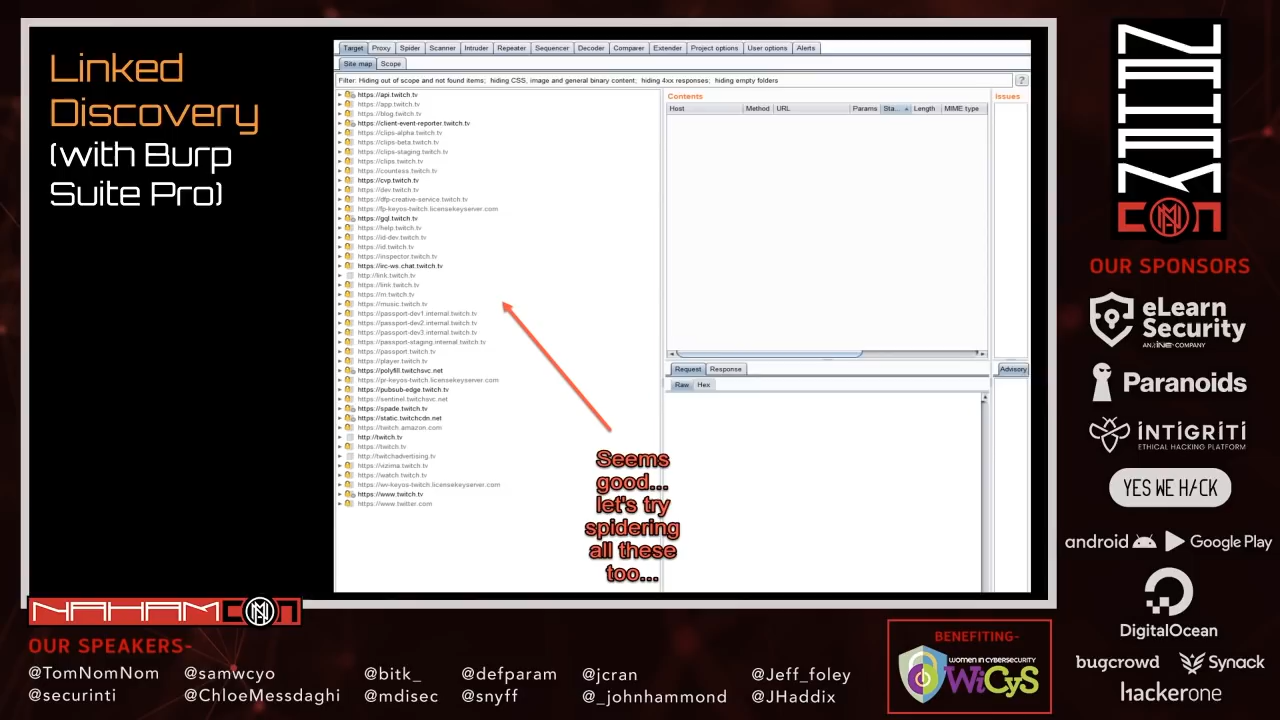 Linked
Discovery
(with Burp
Suite Pro)
Target Proxy Spider Scanner Intruder Repeater Sequencer Decoder Comparer Extender Project options User options Alerts
Site map Scope
Filter: Hiding out of scope and not found items; hiding CSS, image and general binary content; hiding 4xx responses; hiding empty folders
?
https://api.twitch.tv
https://app.twitch.tv
https://blog.twitch.tv
https://client-event-reporter.twitch.tv
https://clips-alpha.twitch.tv
https://clips-beta.twitch.tv
https://clips-staging.twitch.tv
https://clips.twitch.tv
https://countess.twitch.tv
https://cvp.twitch.tv
https://dev.twitch.tv
https://dfp-creative-service.twitch.tv
https://fp-keyos-twitch.licensekeyserver.com
https://gql.twitch.tv
https://help.twitch.tv
https://id-dev.twitch.tv
https://id.twitch.tv
https://inspector.twitch.tv
https://irc-ws.chat.twitch.tv
http://link.twitch.tv
https://link.twitch.tv
https://m.twitch.tv
https://music.twitch.tv
https://passport-dev1.internal.twitch.tv
https://passport-dev2.internal.twitch.tv
https://passport-dev3.internal.twitch.tv
https://passport-staging.internal.twitch.tv
https://passport.twitch.tv
https://player.twitch.tv
https://polyfill.twitchsvc.net
https://pr-keyos-twitch.licensekeyserver.com
https://pubsub-edge.twitch.tv
https://sentinel.twitchsvc.net
https://spade.twitch.tv
https://static.twitchcdn.net
https://twitch.amazon.com
http://twitch.tv
https://twitch.tv
http://twitchadvertising.tv
https://vizima.twitch.tv
https://watch.twitch.tv
https://wv-keyos-twitch.licensekeyserver.com
https://www.twitch.tv
https://www.twitter.com
Contents
Host Method URL Params Sta... Length MIME type
Issues
Request Response
Raw Hex
Advisory
Seems
good...
let's try
spidering
all these
too...
NAHAM
CON
OUR SPONSORS
eLearn
Security
AN INE COMPANY
Paranoids
INTIGRITI
ETHICAL HACKING PLATFORM
YES WE H/CK
android Google Play
DigitalOcean
bugcrowd Synack
hackerone
NAHAMCON
OUR SPEAKERS-
@TomNomNom @samwcyo @bitk_ @defparam @jcran @Jeff_foley
@securinti @ChloeMessdaghi @mdisec @snyff @_johnhammond @JHaddix
BENEFITING-
WOMEN IN CYBERSECURITY
WiCyS